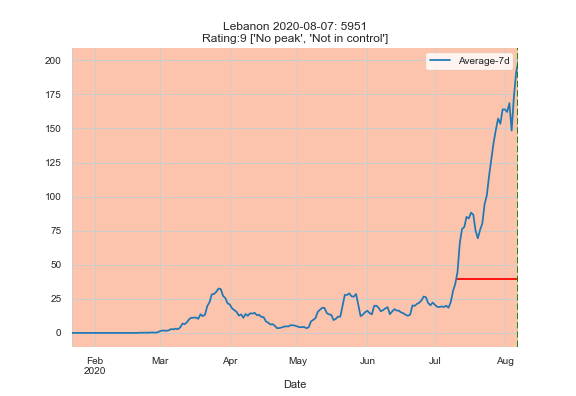 Lebanon 2020-08-07: 5951
Rating:9 ['No peak', 'Not in control']
Average-7d
200
175
150
125
100
75
50
25
0
Feb
2020
Mar
Apr
May
Jun
Jul
Aug
Date